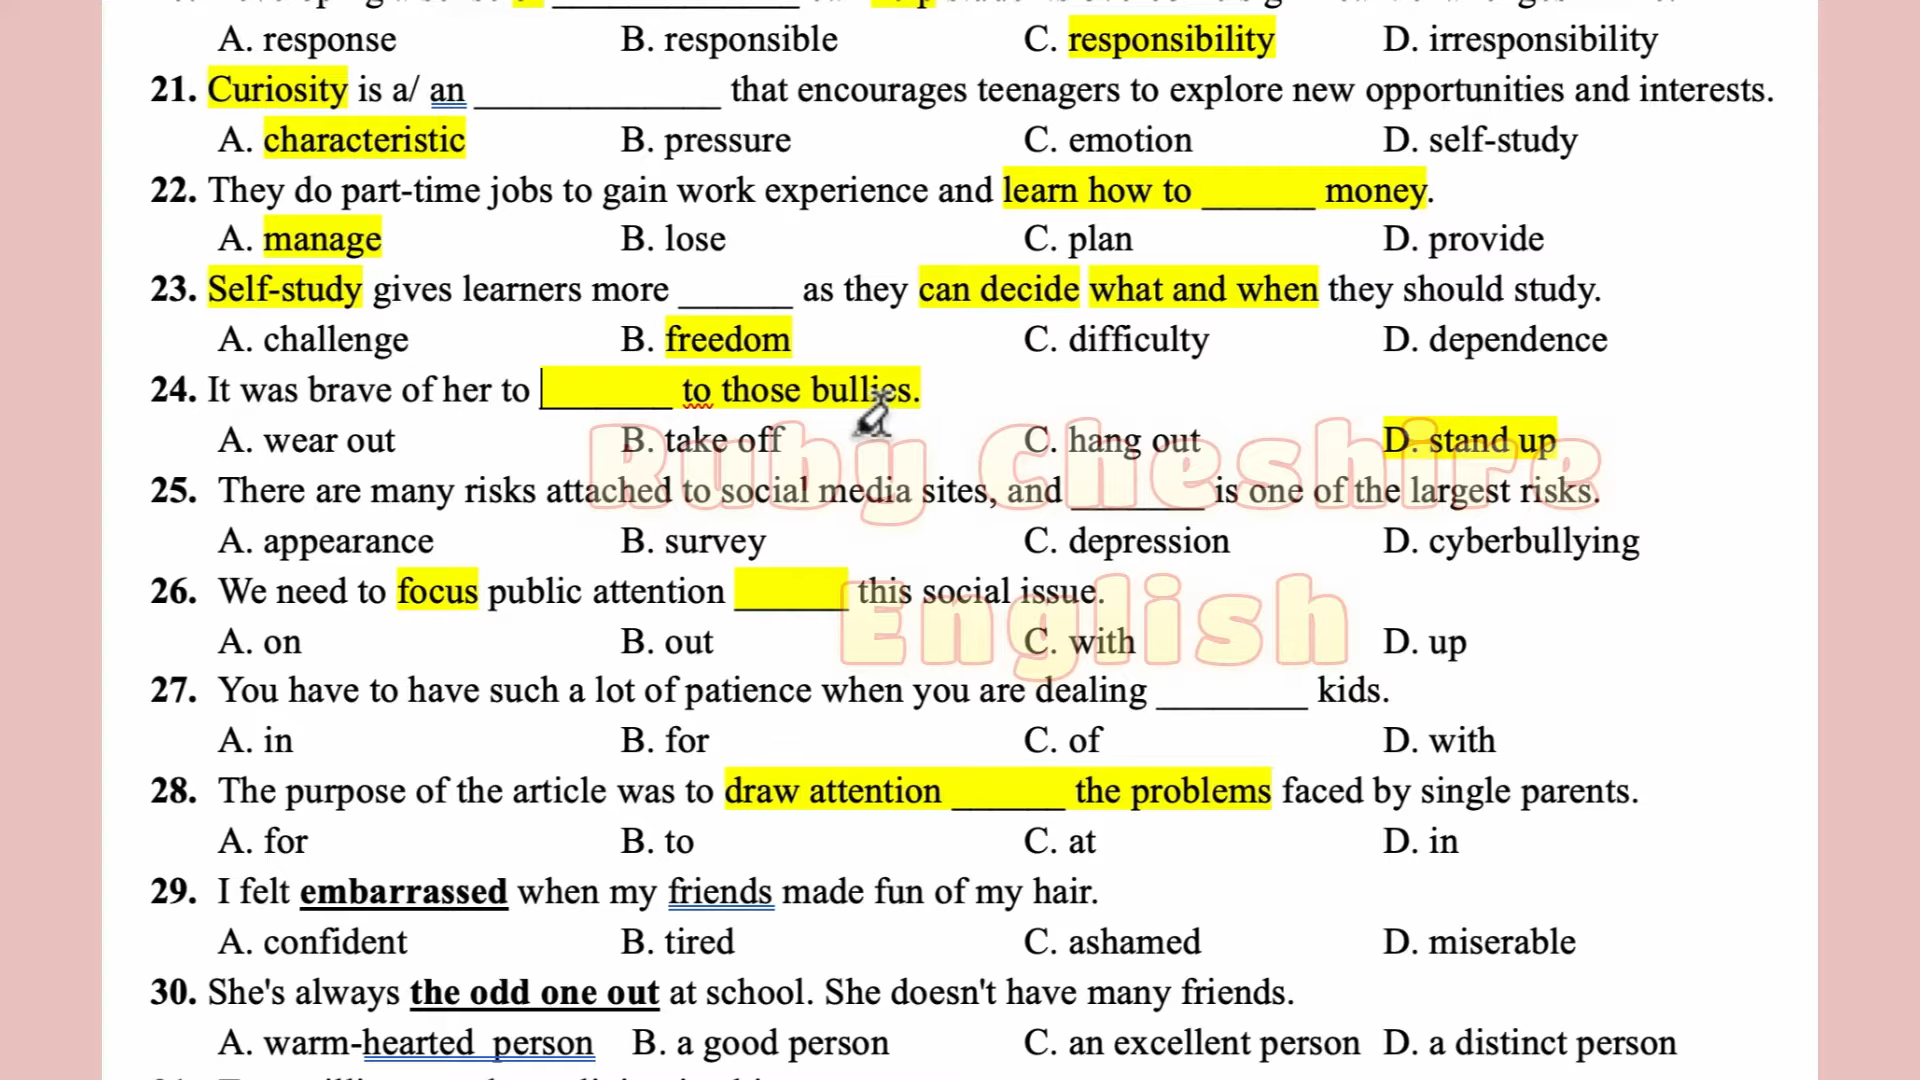 A. response B. responsible C. responsibility D. irresponsibility
21. Curiosity is a/ an _____________ that encourages teenagers to explore new opportunities and interests.
A. characteristic B. pressure C. emotion D. self-study
22. They do part-time jobs to gain work experience and learn how to ______ money.
A. manage B. lose C. plan D. provide
23. Self-study gives learners more ______ as they can decide what and when they should study.
A. challenge B. freedom C. difficulty D. dependence
24. It was brave of her to _______ to those bullies.
A. wear out B. take off C. hang out D. stand up
Ruby Cheshire
25. There are many risks attached to social media sites, and _______ is one of the largest risks.
A. appearance B. survey C. depression D. cyberbullying
26. We need to focus public attention ______ this social issue.
English
A. on B. out C. with D. up
27. You have to have such a lot of patience when you are dealing ________ kids.
A. in B. for C. of D. with
28. The purpose of the article was to draw attention ______ the problems faced by single parents.
A. for B. to C. at D. in
29. I felt embarrassed when my friends made fun of my hair.
A. confident B. tired C. ashamed D. miserable
30. She's always the odd one out at school. She doesn't have many friends.
A. warm-hearted person B. a good person C. an excellent person D. a distinct person